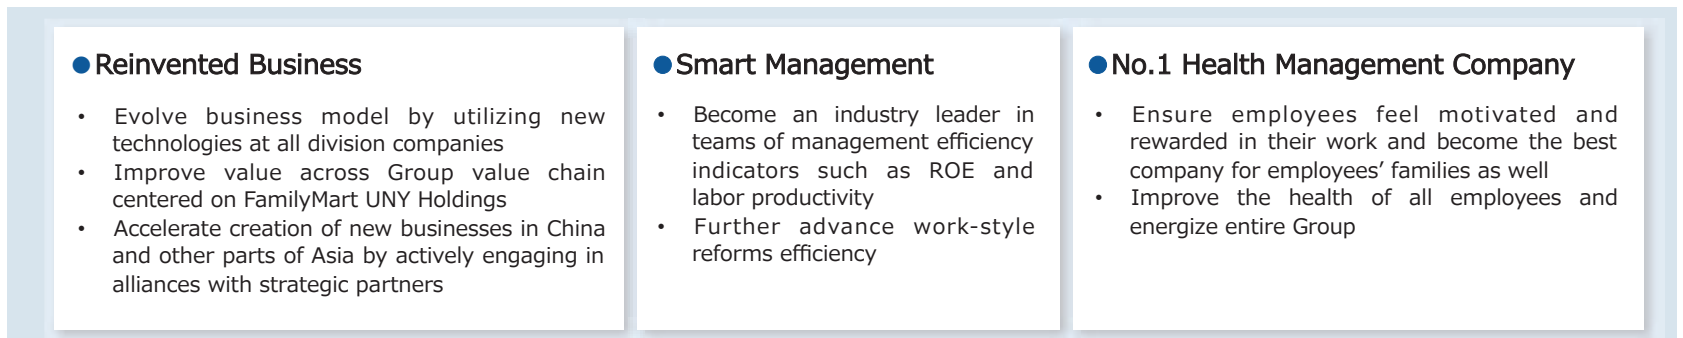 ●Reinvented Business
• Evolve business model by utilizing new
technologies at all division companies
• Improve value across Group value chain
centered on FamilyMart UNY Holdings
• Accelerate creation of new businesses in China
and other parts of Asia by actively engaging in
alliances with strategic partners
●Smart Management
• Become an industry leader in
teams of management efficiency
indicators such as ROE and
labor productivity
• Further advance work-style
reforms efficiency
●No.1 Health Management Company
• Ensure employees feel motivated and
rewarded in their work and become the best
company for employees’ families as well
• Improve the health of all employees and
energize entire Group